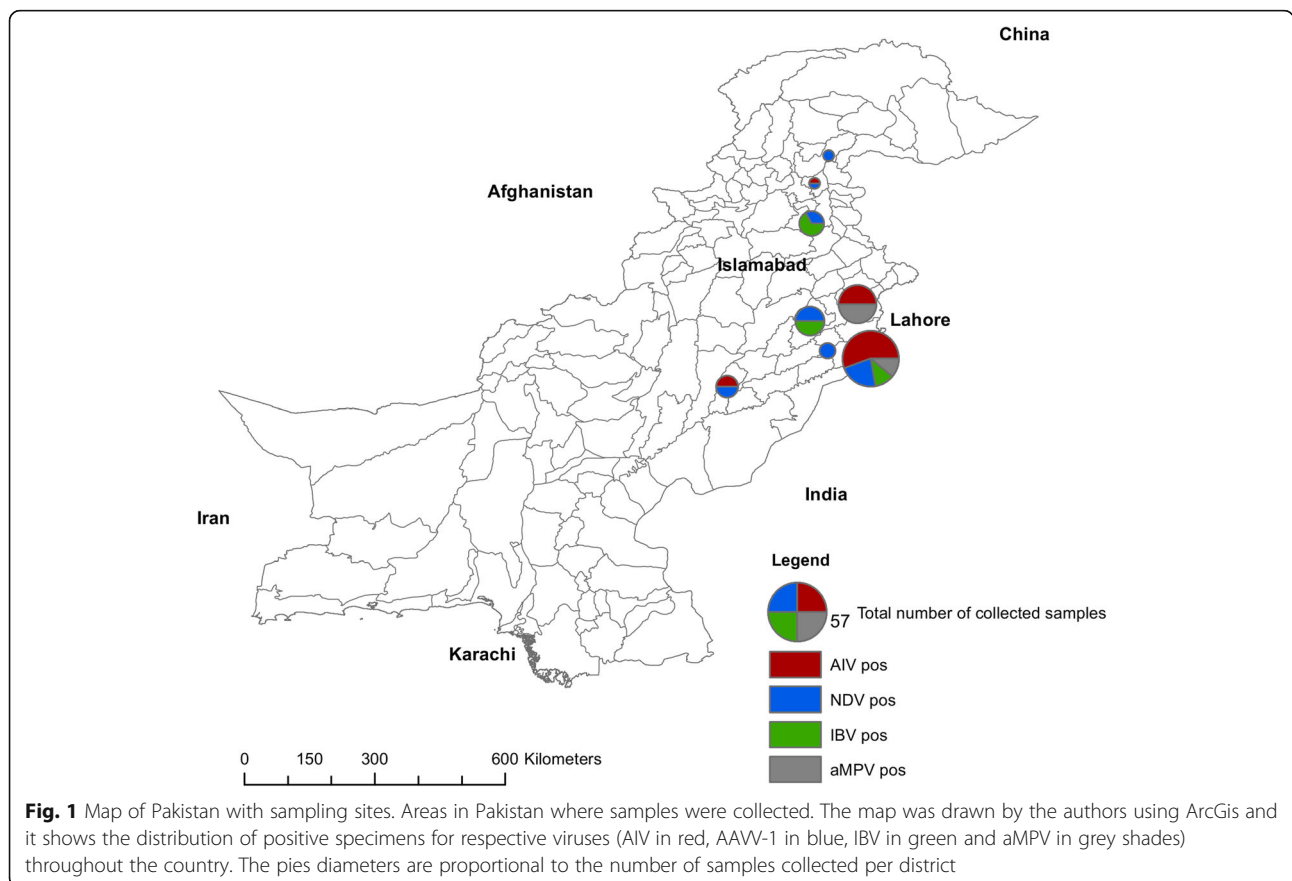 China
Afghanistan
Islamabad
Lahore
India
Iran
Karachi
Legend
57 Total number of collected samples
AIV pos
NDV pos
IBV pos
aMPV pos
0 150 300 600 Kilometers
Fig. 1 Map of Pakistan with sampling sites. Areas in Pakistan where samples were collected. The map was drawn by the authors using ArcGis and
it shows the distribution of positive specimens for respective viruses (AIV in red, AAVV-1 in blue, IBV in green and aMPV in grey shades)
throughout the country. The pies diameters are proportional to the number of samples collected per district